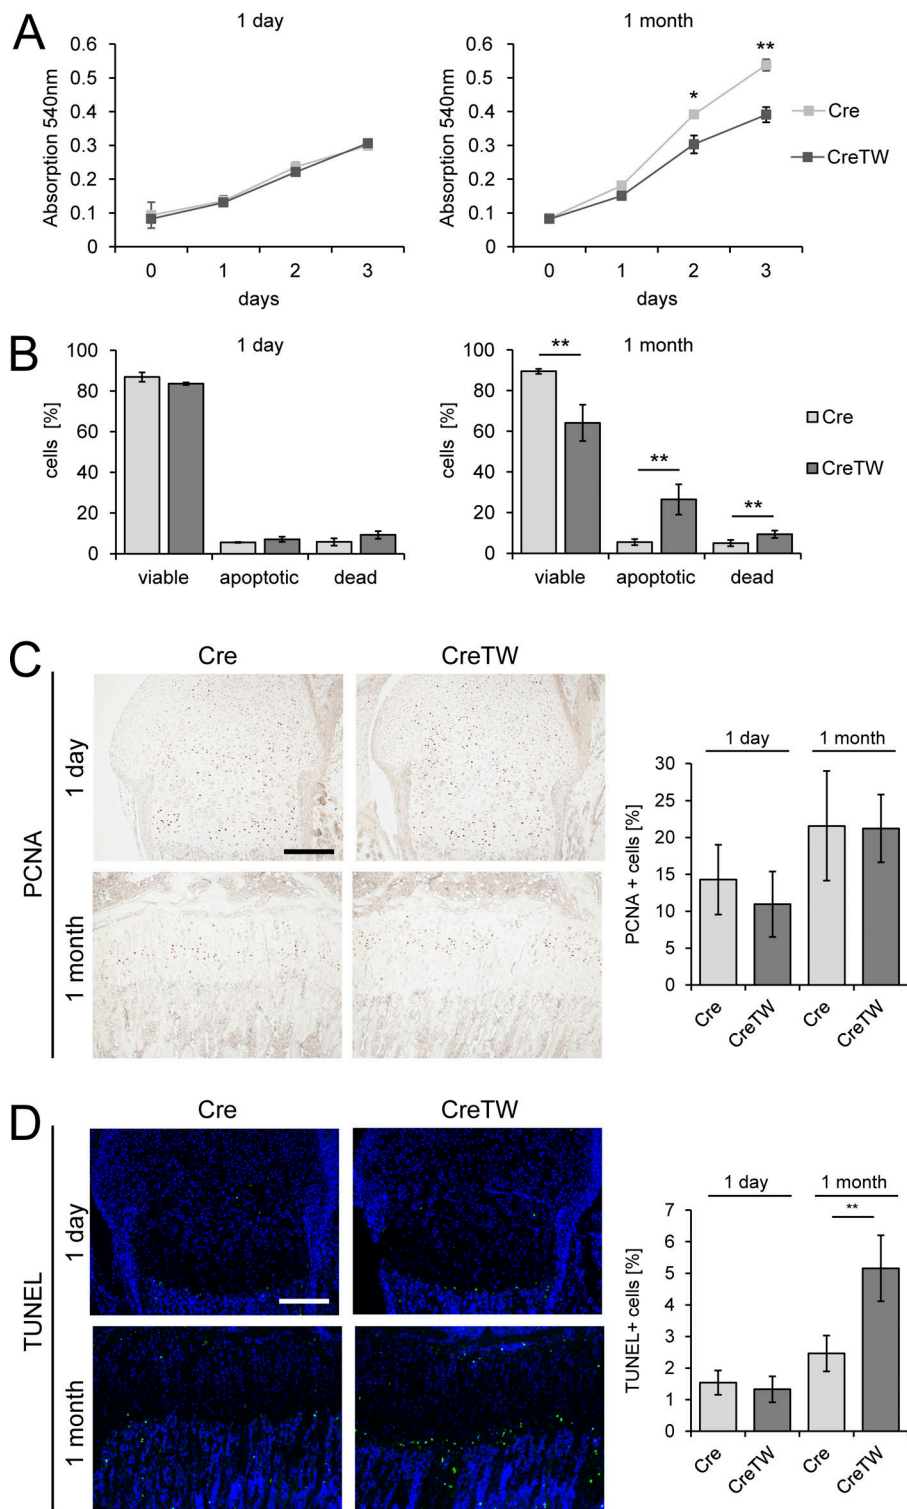 A
1 day
1 month
Absorption 540nm
0.6
0.5
0.4
0.3
0.2
0.1
0
0 1 2 3
days
Absorption 540nm
0.6
0.5
0.4
0.3
0.2
0.1
0
*
**
0 1 2 3
days
Cre
CreTW
B
1 day
1 month
cells [%]
100
80
60
40
20
0
viable apoptotic dead
cells [%]
100
80
60
40
20
0
**
**
**
viable apoptotic dead
Cre
CreTW
C
Cre CreTW
PCNA
1 day
1 month
1 day 1 month
PCNA + cells [%]
30
25
20
15
10
5
0
Cre CreTW Cre CreTW
D
Cre CreTW
TUNEL
1 day
1 month
1 day 1 month
**
TUNEL+ cells [%]
7
6
5
4
3
2
1
0
Cre CreTW Cre CreTW